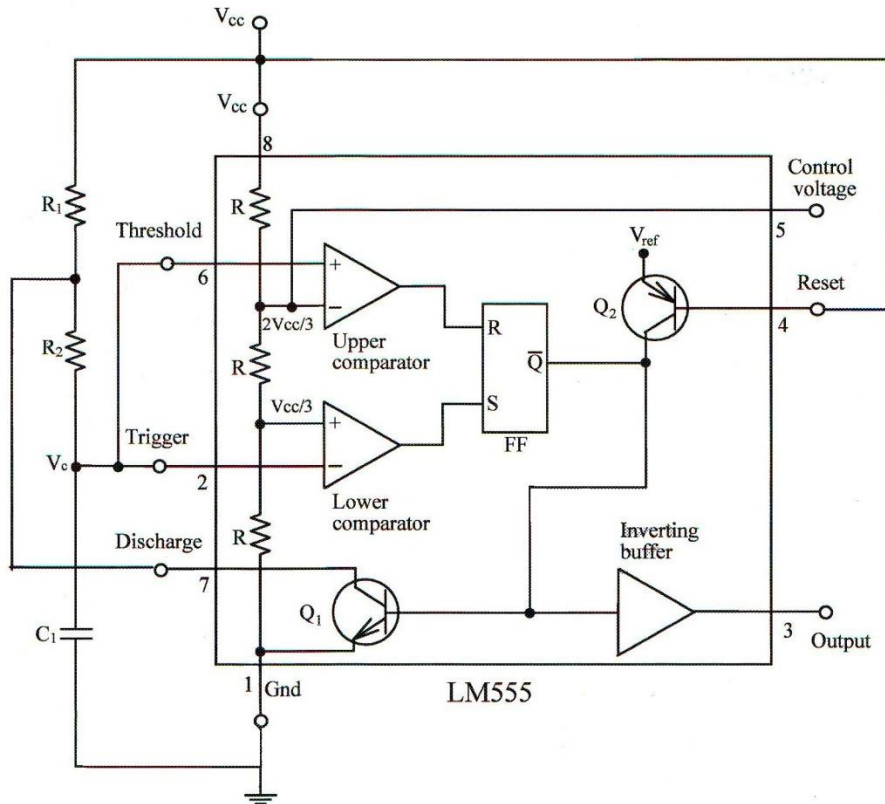 Vcc
Vcc
8
Control
voltage
R₁
R
Threshold
5
6
+
Vref
Reset
−
Q₂
2Vcc/3
R
4
R₂
Upper
comparator
Q̅
R
Vcc/3
S
+
FF
Trigger
Vc
−
2
Lower
comparator
Inverting
buffer
Discharge
R
7
Q₁
C₁
3
Output
1
Gnd
LM555